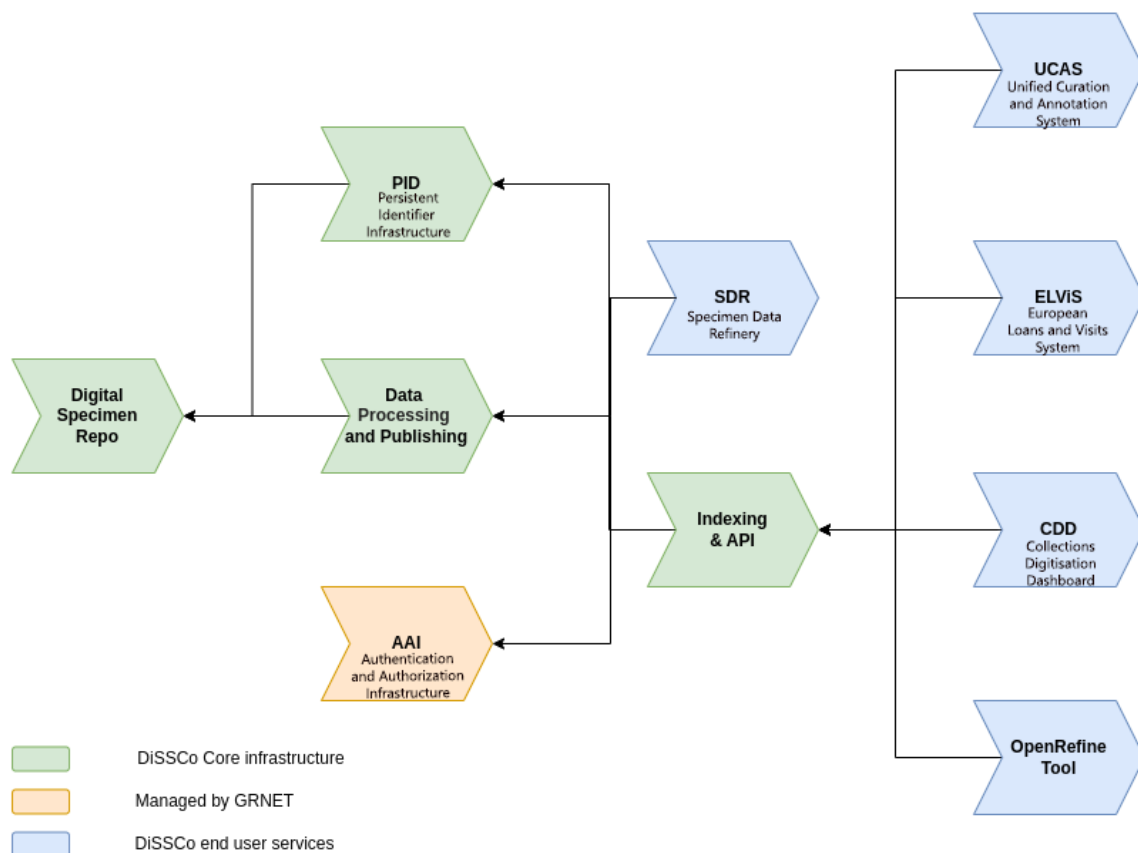 UCAS
Unified Curation
and Annotation
System
PID
Persistent
Identifier
Infrastructure
SDR
Specimen Data
Refinery
ELViS
European
Loans and Visits
System
Digital
Specimen
Repo
Data
Processing
and Publishing
Indexing
& API
CDD
Collections
Digitisation
Dashboard
AAI
Authentication
and Authorization
Infrastructure
OpenRefine
Tool
DiSSCo Core infrastructure
Managed by GRNET
DiSSCo end user services